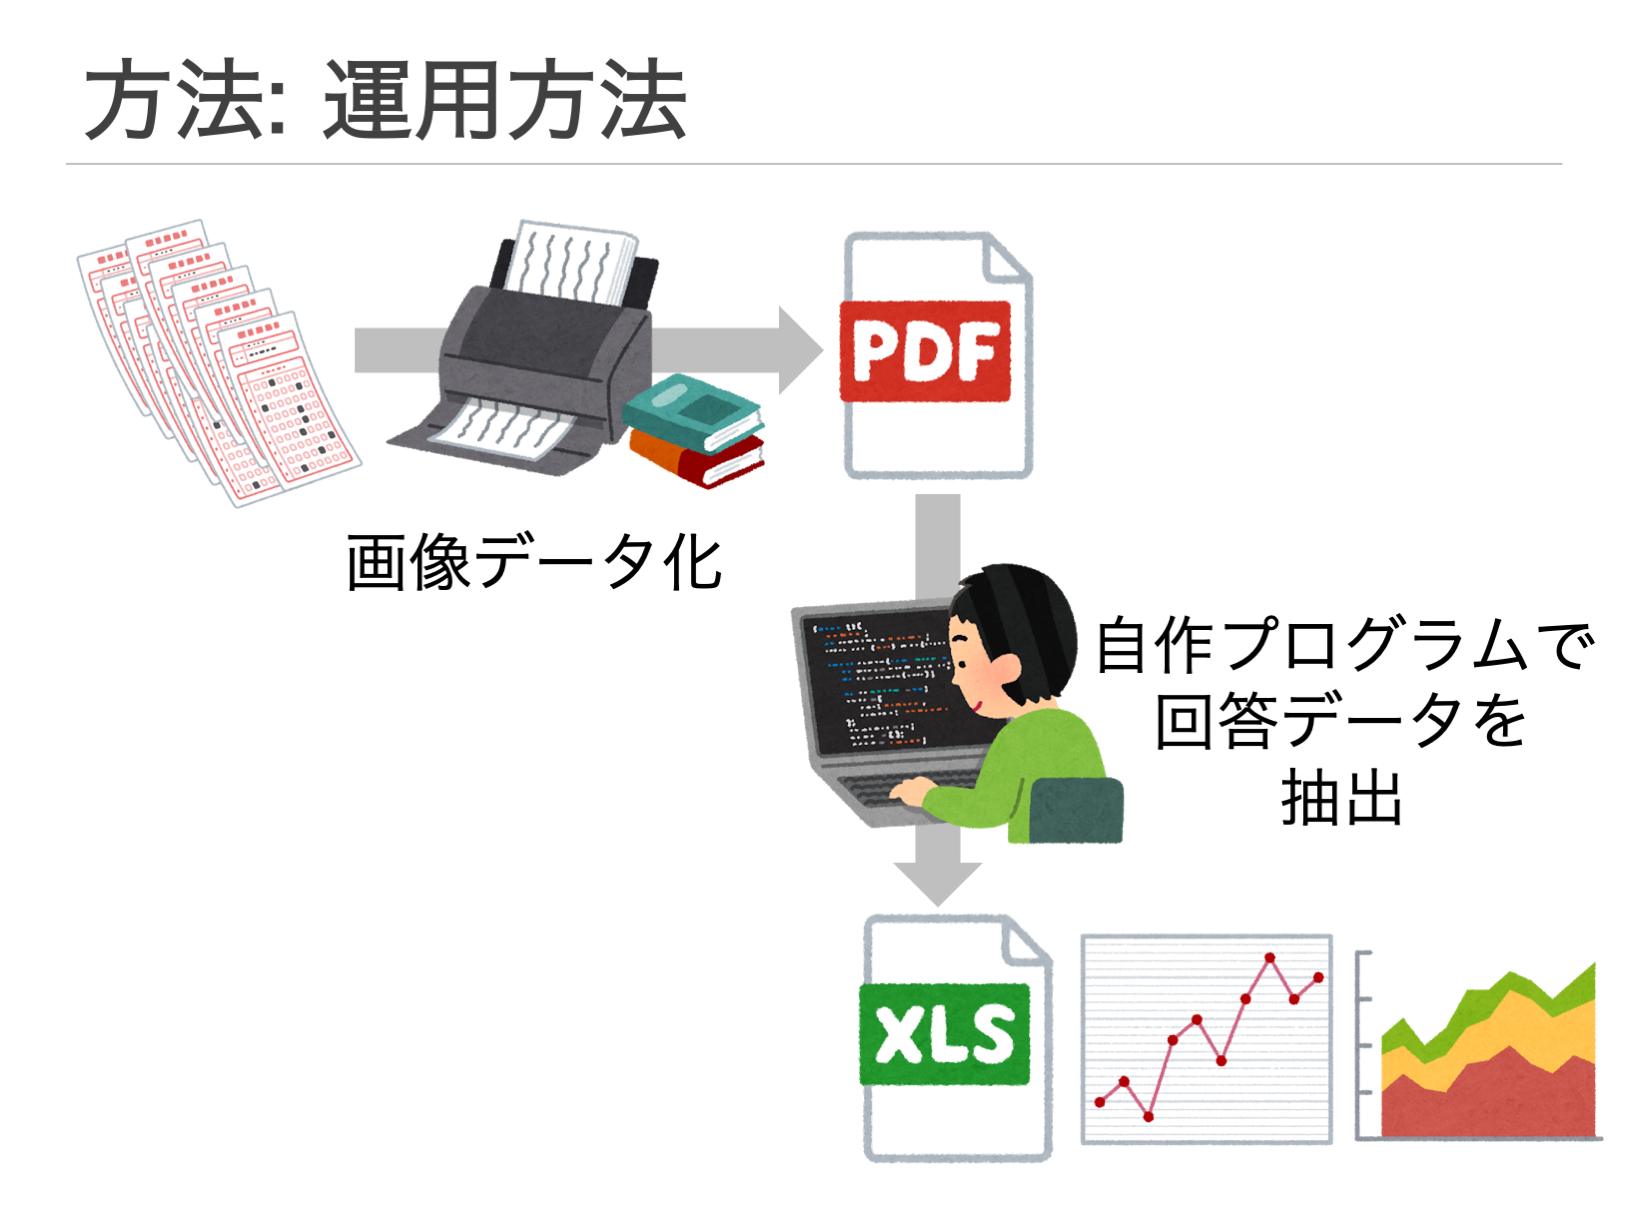 方法: 運用方法
PDF
画像データ化
自作プログラムで
回答データを
抽出
XLS